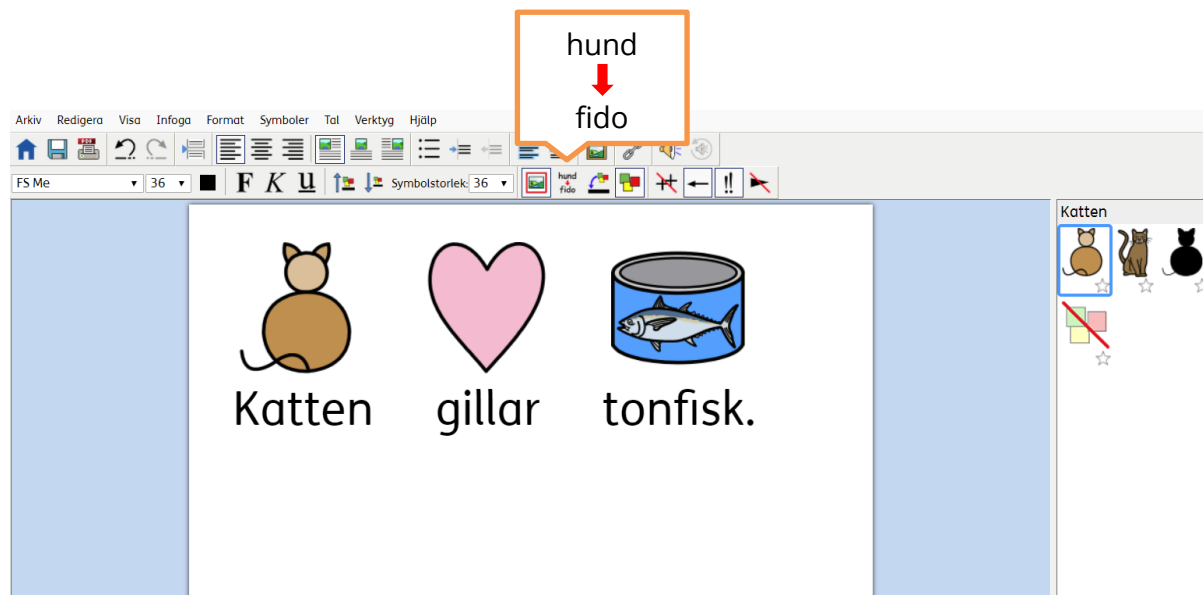 hund
fido
Arkiv Redigera Visa Infoga Format Symboler Tal Verktyg Hjälp
PDF
FS Me 36 F K U Symbolstorlek: 36 hund
fido
Katten
Katten gillar tonfisk.